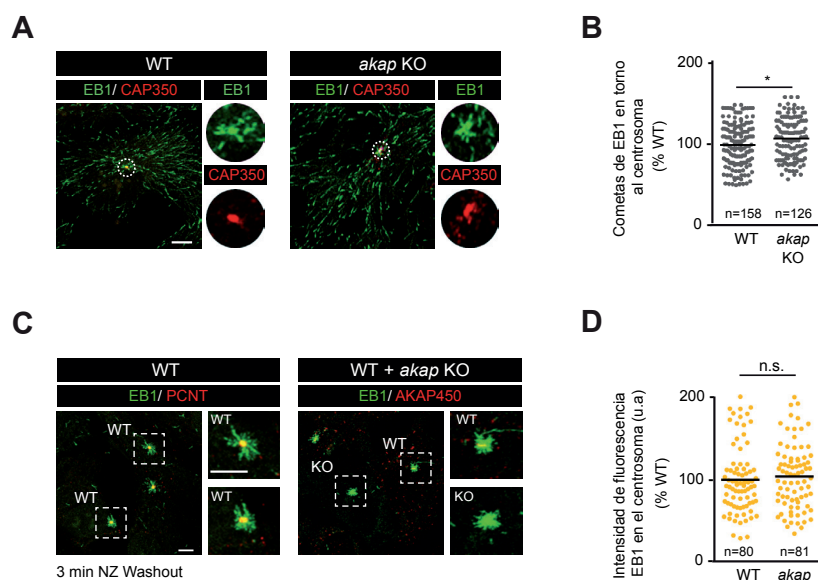 A
WT
akap KO
EB1/ CAP350
EB1
EB1/ CAP350
EB1
CAP350
CAP350
B
Cometas de EB1 en torno
al centrosoma
(% WT)
200
100
0
*
n=158
n=126
WT
akap
KO
C
WT
WT + akap KO
EB1/ PCNT
EB1/ AKAP450
WT
WT
WT
WT
KO
WT
WT
KO
3 min NZ Washout
D
Intensidad de fluorescencia
EB1 en el centrosoma (u.a)
(% WT)
n.s.
200
100
0
n=80
n=81
WT
akap